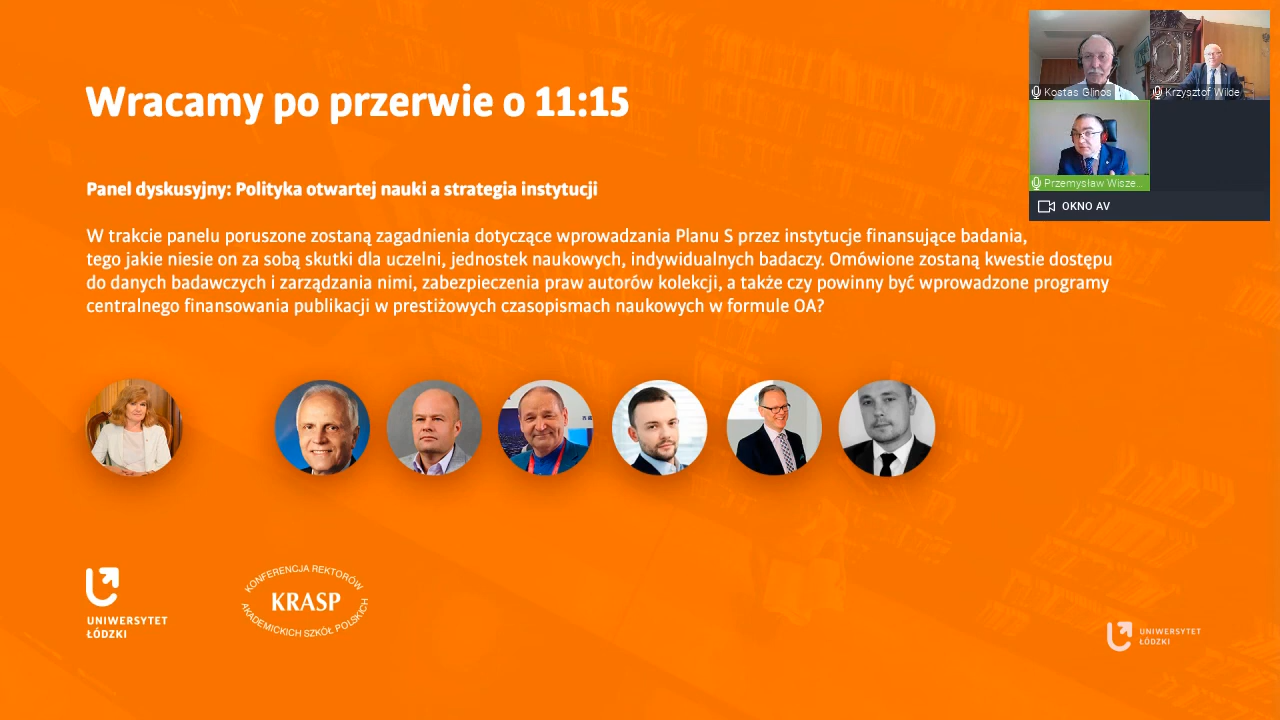 Wracamy po przerwie o 11:15
Panel dyskusyjny: Polityka otwartej nauki a strategia instytucji
W trakcie panelu poruszone zostaną zagadnienia dotyczące wprowadzania Planu S przez instytucje finansujące badania,
tego jakie niesie on za sobą skutki dla uczelni, jednostek naukowych, indywidualnych badaczy. Omówione zostaną kwestie dostępu
do danych badawczych i zarządzania nimi, zabezpieczenia praw autorów kolekcji, a także czy powinny być wprowadzone programy
centralnego finansowania publikacji w prestiżowych czasopismach naukowych w formule OA?
Kostas Glinos
Krzysztof Wilde
Przemysław Wisze...
OKNO AV
UNIWERSYTET
ŁÓDZKI
KONFERENCJA REKTORÓW
KRASP
AKADEMICKICH SZKÓŁ POLSKICH
UNIWERSYTET
ŁÓDZKI